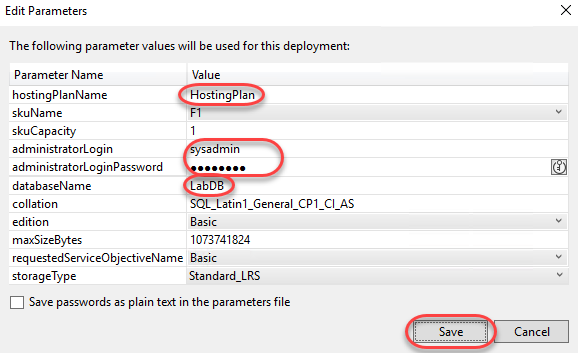 Edit Parameters
The following parameter values will be used for this deployment:
Parameter Name Value
hostingPlanName HostingPlan
skuName F1
skuCapacity 1
administratorLogin sysadmin
administratorLoginPassword ●●●●●●●●
databaseName LabDB
collation SQL_Latin1_General_CP1_CI_AS
edition Basic
maxSizeBytes 1073741824
requestedServiceObjectiveName Basic
storageType Standard_LRS
Save passwords as plain text in the parameters file
Save Cancel